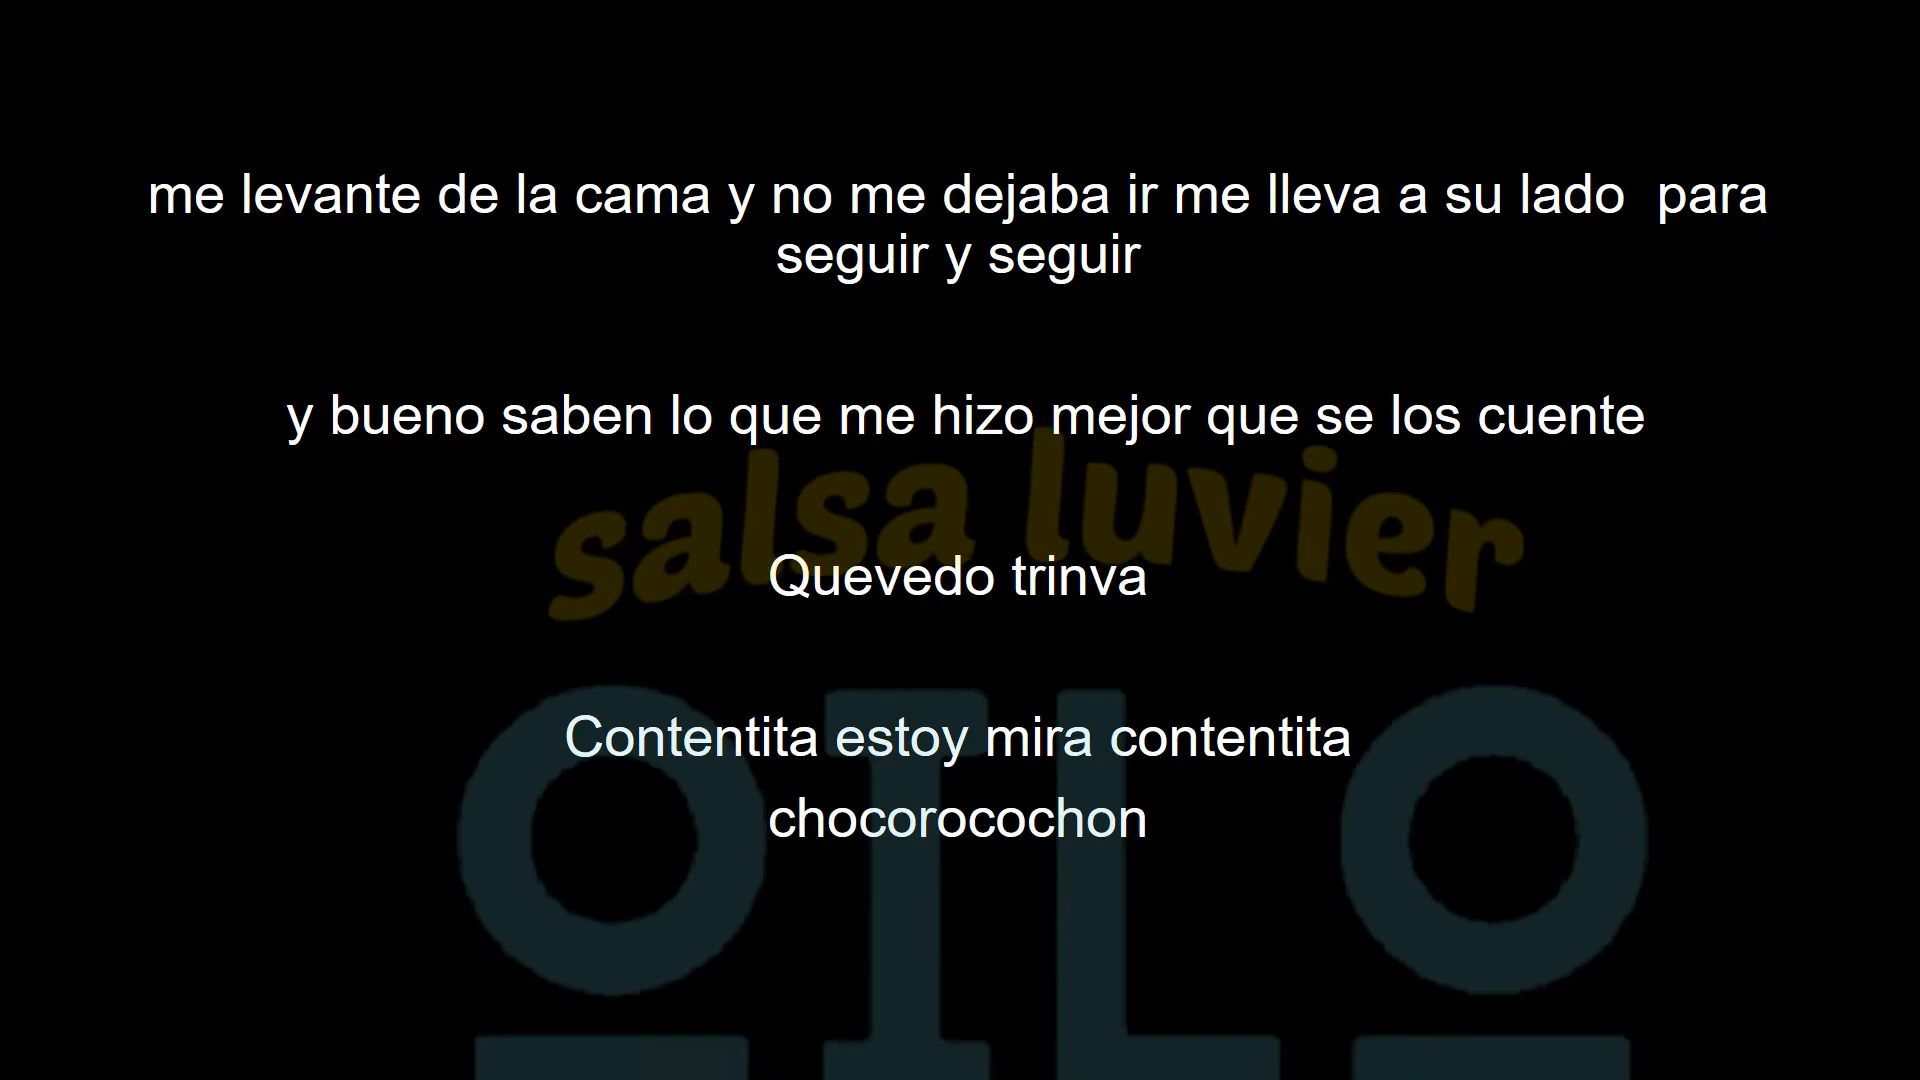 me levante de la cama y no me dejaba ir me lleva a su lado  para
seguir y seguir
y bueno saben lo que me hizo mejor que se los cuente
salsa luvier
Quevedo trinva
Contentita estoy mira contentita
chocorocochon